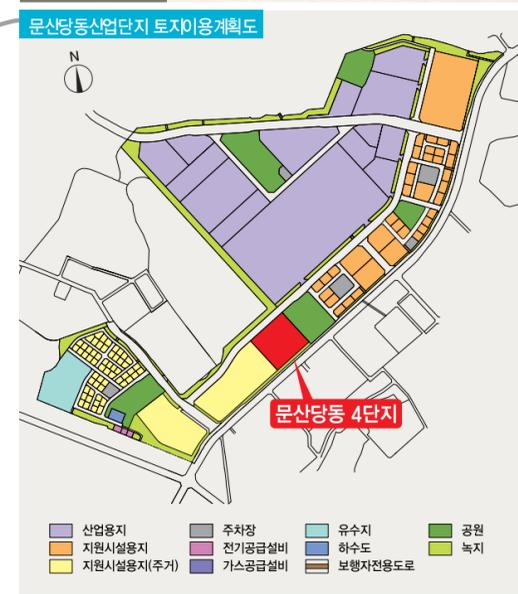 문산당동산업단지 토지이용계획도
N
문산당동 4단지
산업용지 주차장 유수지 공원
지원시설용지 전기공급설비 하수도 녹지
지원시설용지(주거) 가스공급설비 보행자전용도로